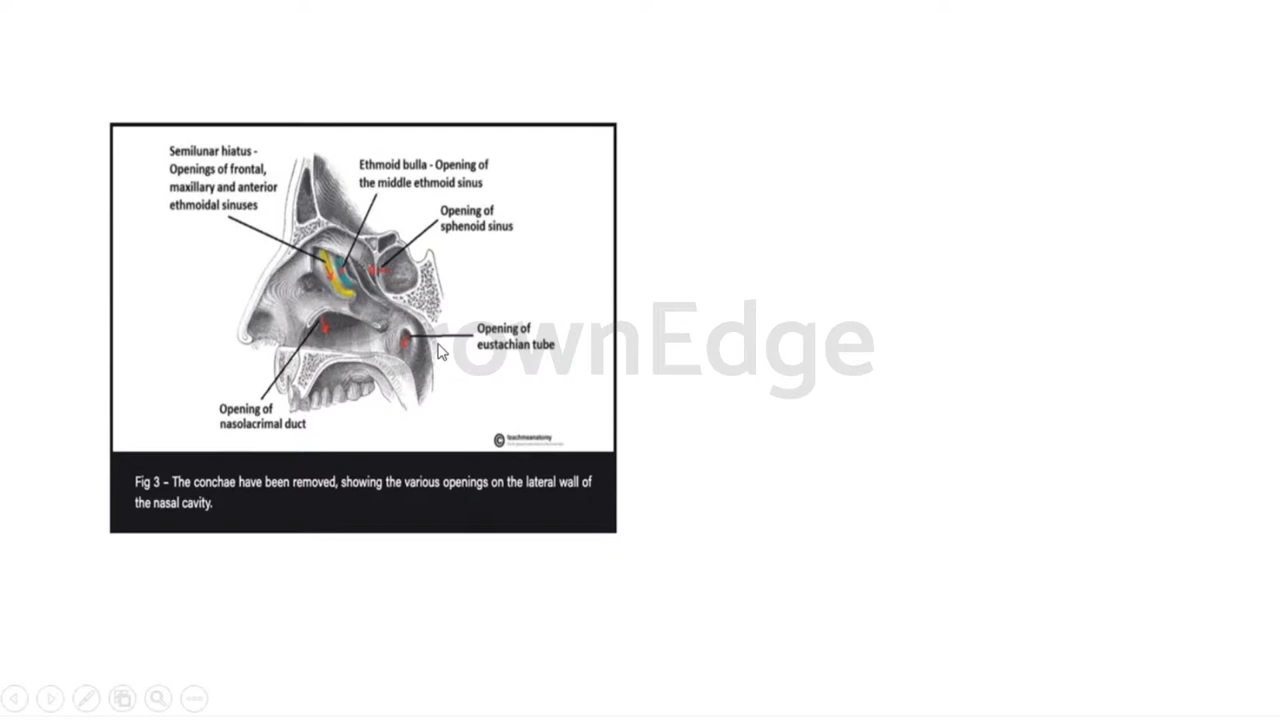 Semilunar hiatus -
Openings of frontal,
maxillary and anterior
ethmoidal sinuses
Ethmoid bulla - Opening of
the middle ethmoid sinus
Opening of
sphenoid sinus
Opening of
eustachian tube
Opening of
nasolacrimal duct
© teachmeanatomy
Fig 3 – The conchae have been removed, showing the various openings on the lateral wall of
the nasal cavity.
rownEdge